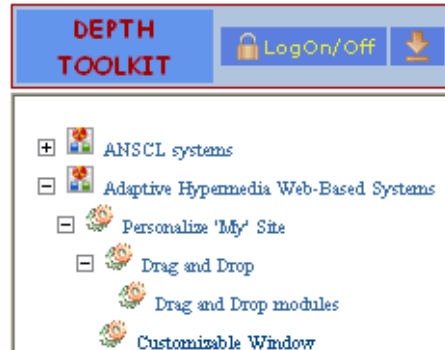 DEPTH
TOOLKIT
LogOn/Off
ANSCL systems
Adaptive Hypermedia Web-Based Systems
Personalize 'My' Site
Drag and Drop
Drag and Drop modules
Customizable Window